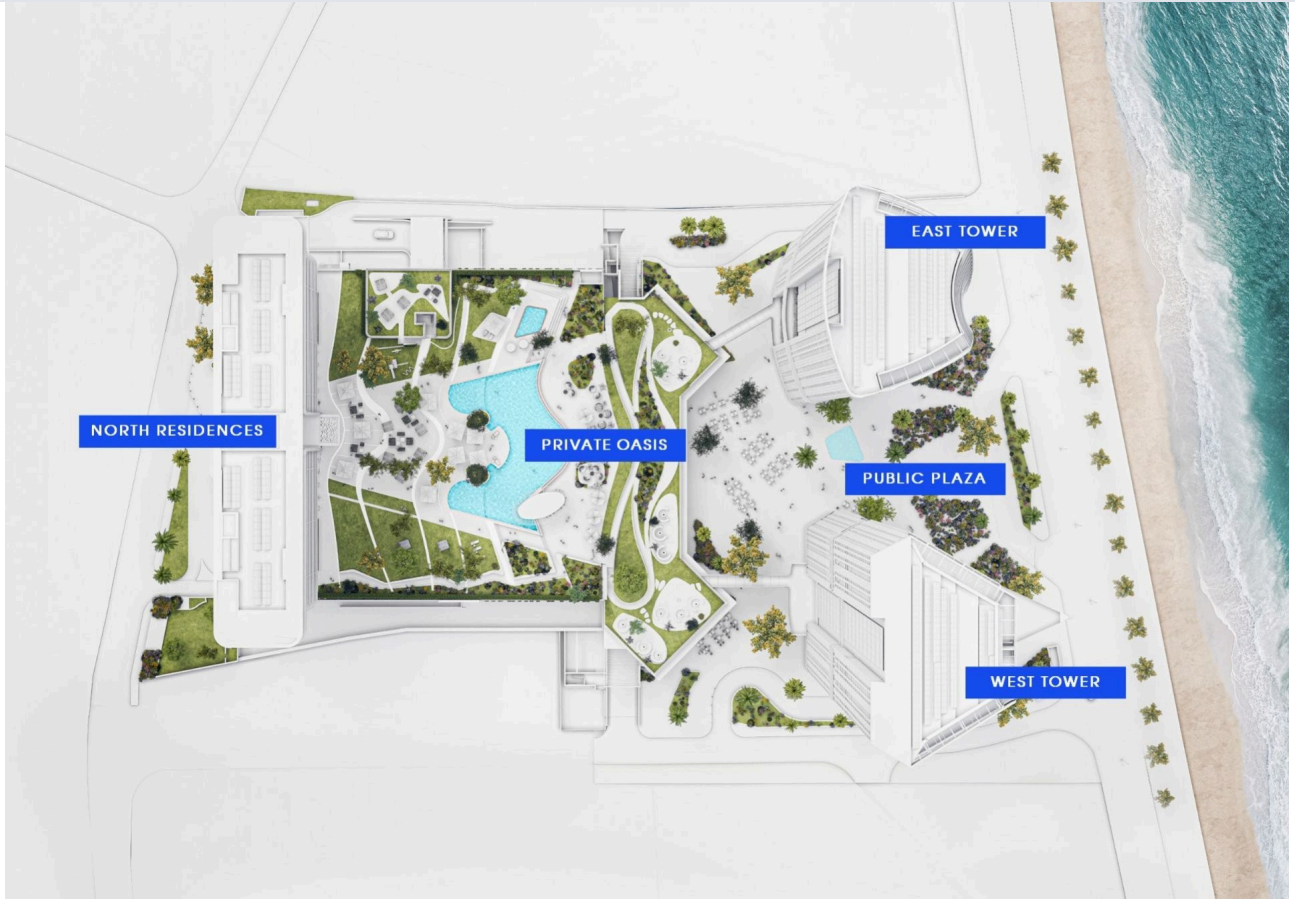 EAST TOWER
NORTH RESIDENCES
PRIVATE OASIS
PUBLIC PLAZA
WEST TOWER